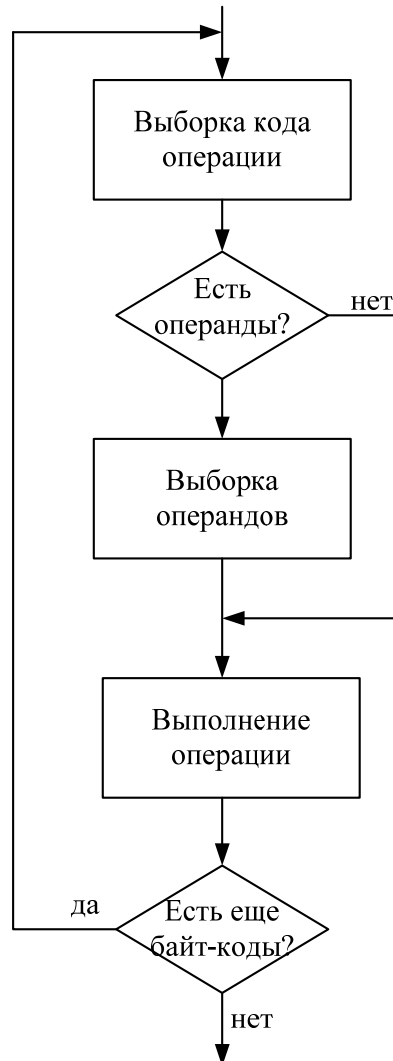 Выборка кода
операции
Есть
операнды?
нет
Выборка
операндов
Выполнение
операции
да
Есть еще
байт-коды?
нет